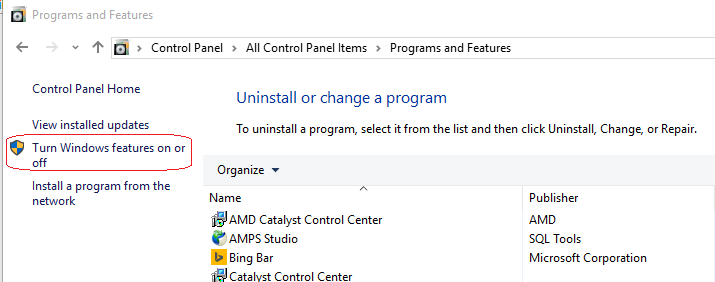 Programs and Features
Control Panel > All Control Panel Items > Programs and Features
Control Panel Home
View installed updates
Turn Windows features on or
off
Install a program from the
network
Uninstall or change a program
To uninstall a program, select it from the list and then click Uninstall, Change, or Repair.
Organize
Name Publisher
AMD Catalyst Control Center AMD
AMPS Studio SQL Tools
Bing Bar Microsoft Corporation
Catalyst Control Center